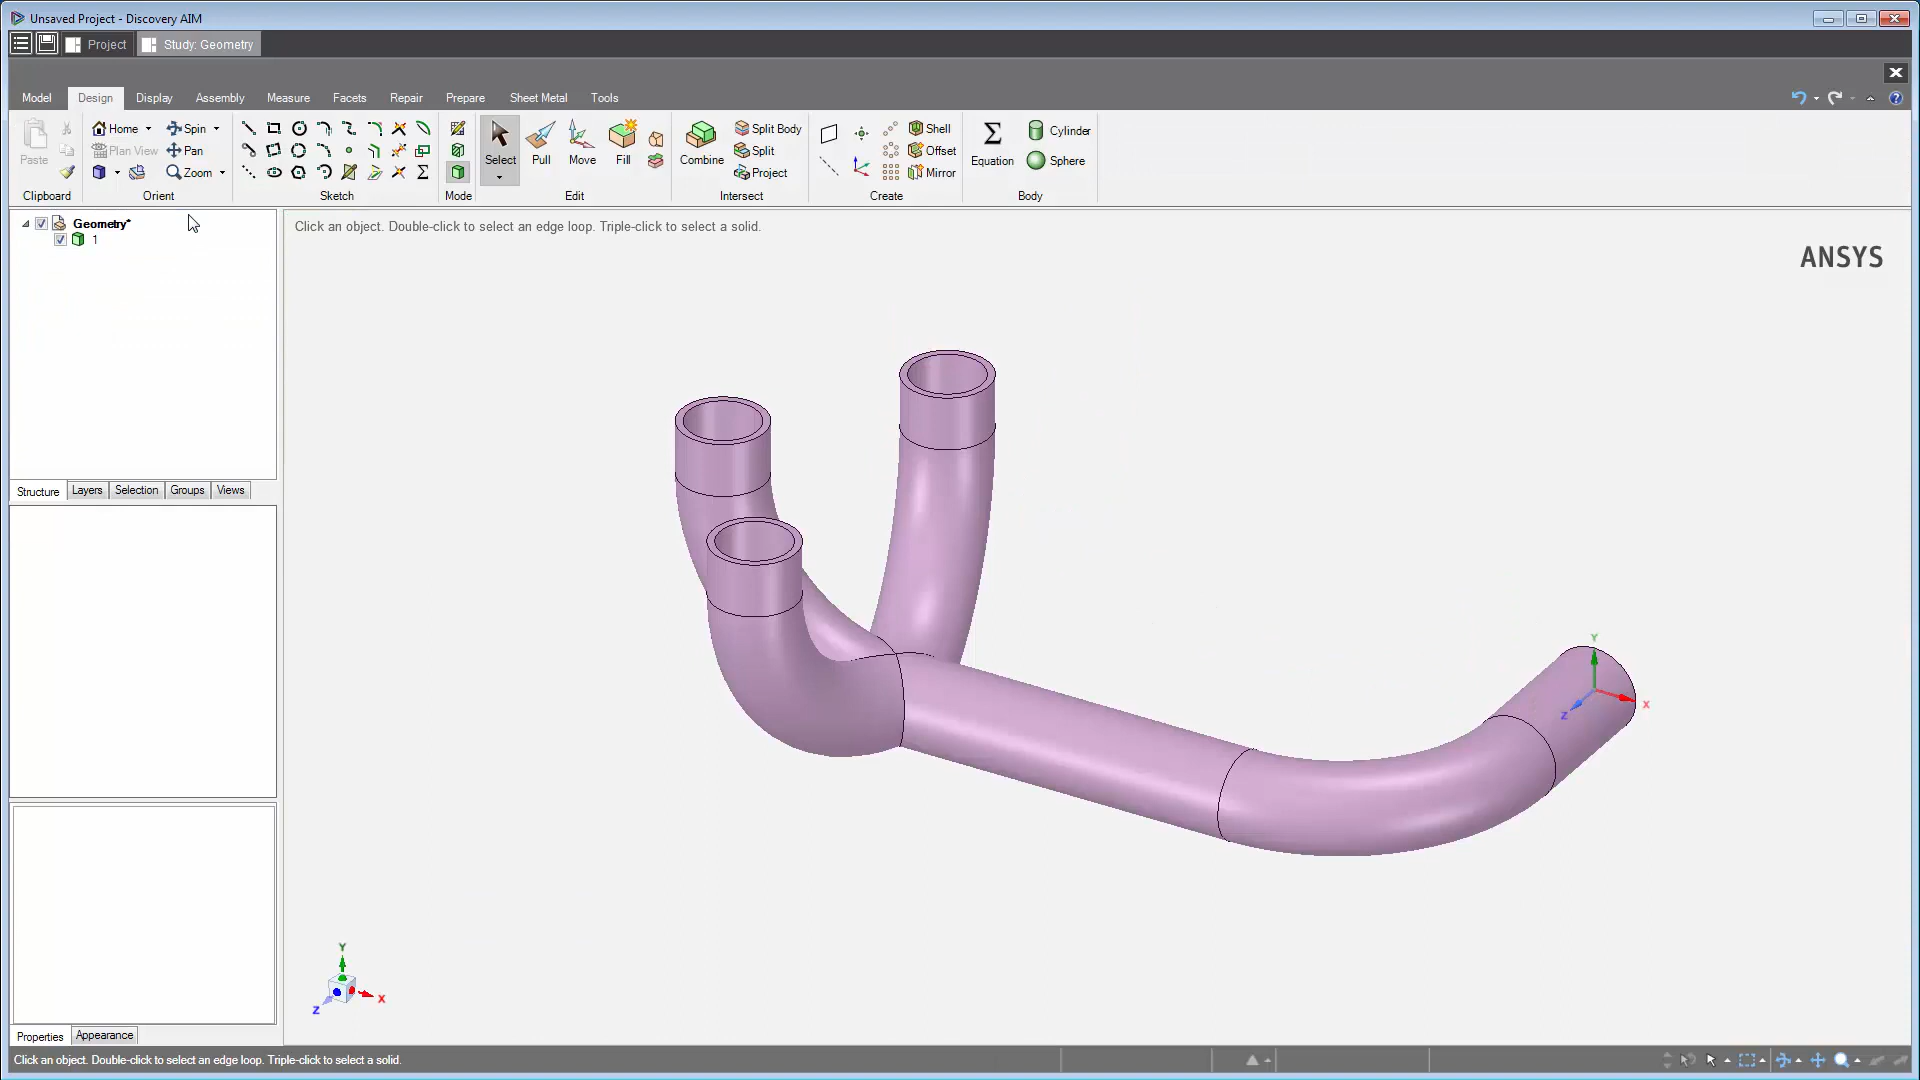 Unsaved Project - Discovery AIM
Project
Study: Geometry
Model
Design
Display
Assembly
Measure
Facets
Repair
Prepare
Sheet Metal
Tools
Paste
Clipboard
Home
Spin
Plan View
Pan
Zoom
Orient
Sketch
Mode
Select
Pull
Move
Fill
Edit
Combine
Split Body
Split
Project
Intersect
Shell
Offset
Mirror
Create
Equation
Cylinder
Sphere
Body
Geometry*
1
Click an object. Double-click to select an edge loop. Triple-click to select a solid.
ANSYS
Structure
Layers
Selection
Groups
Views
Y
X
Z
Y
X
Z
Properties
Appearance
Click an object. Double-click to select an edge loop. Triple-click to select a solid.